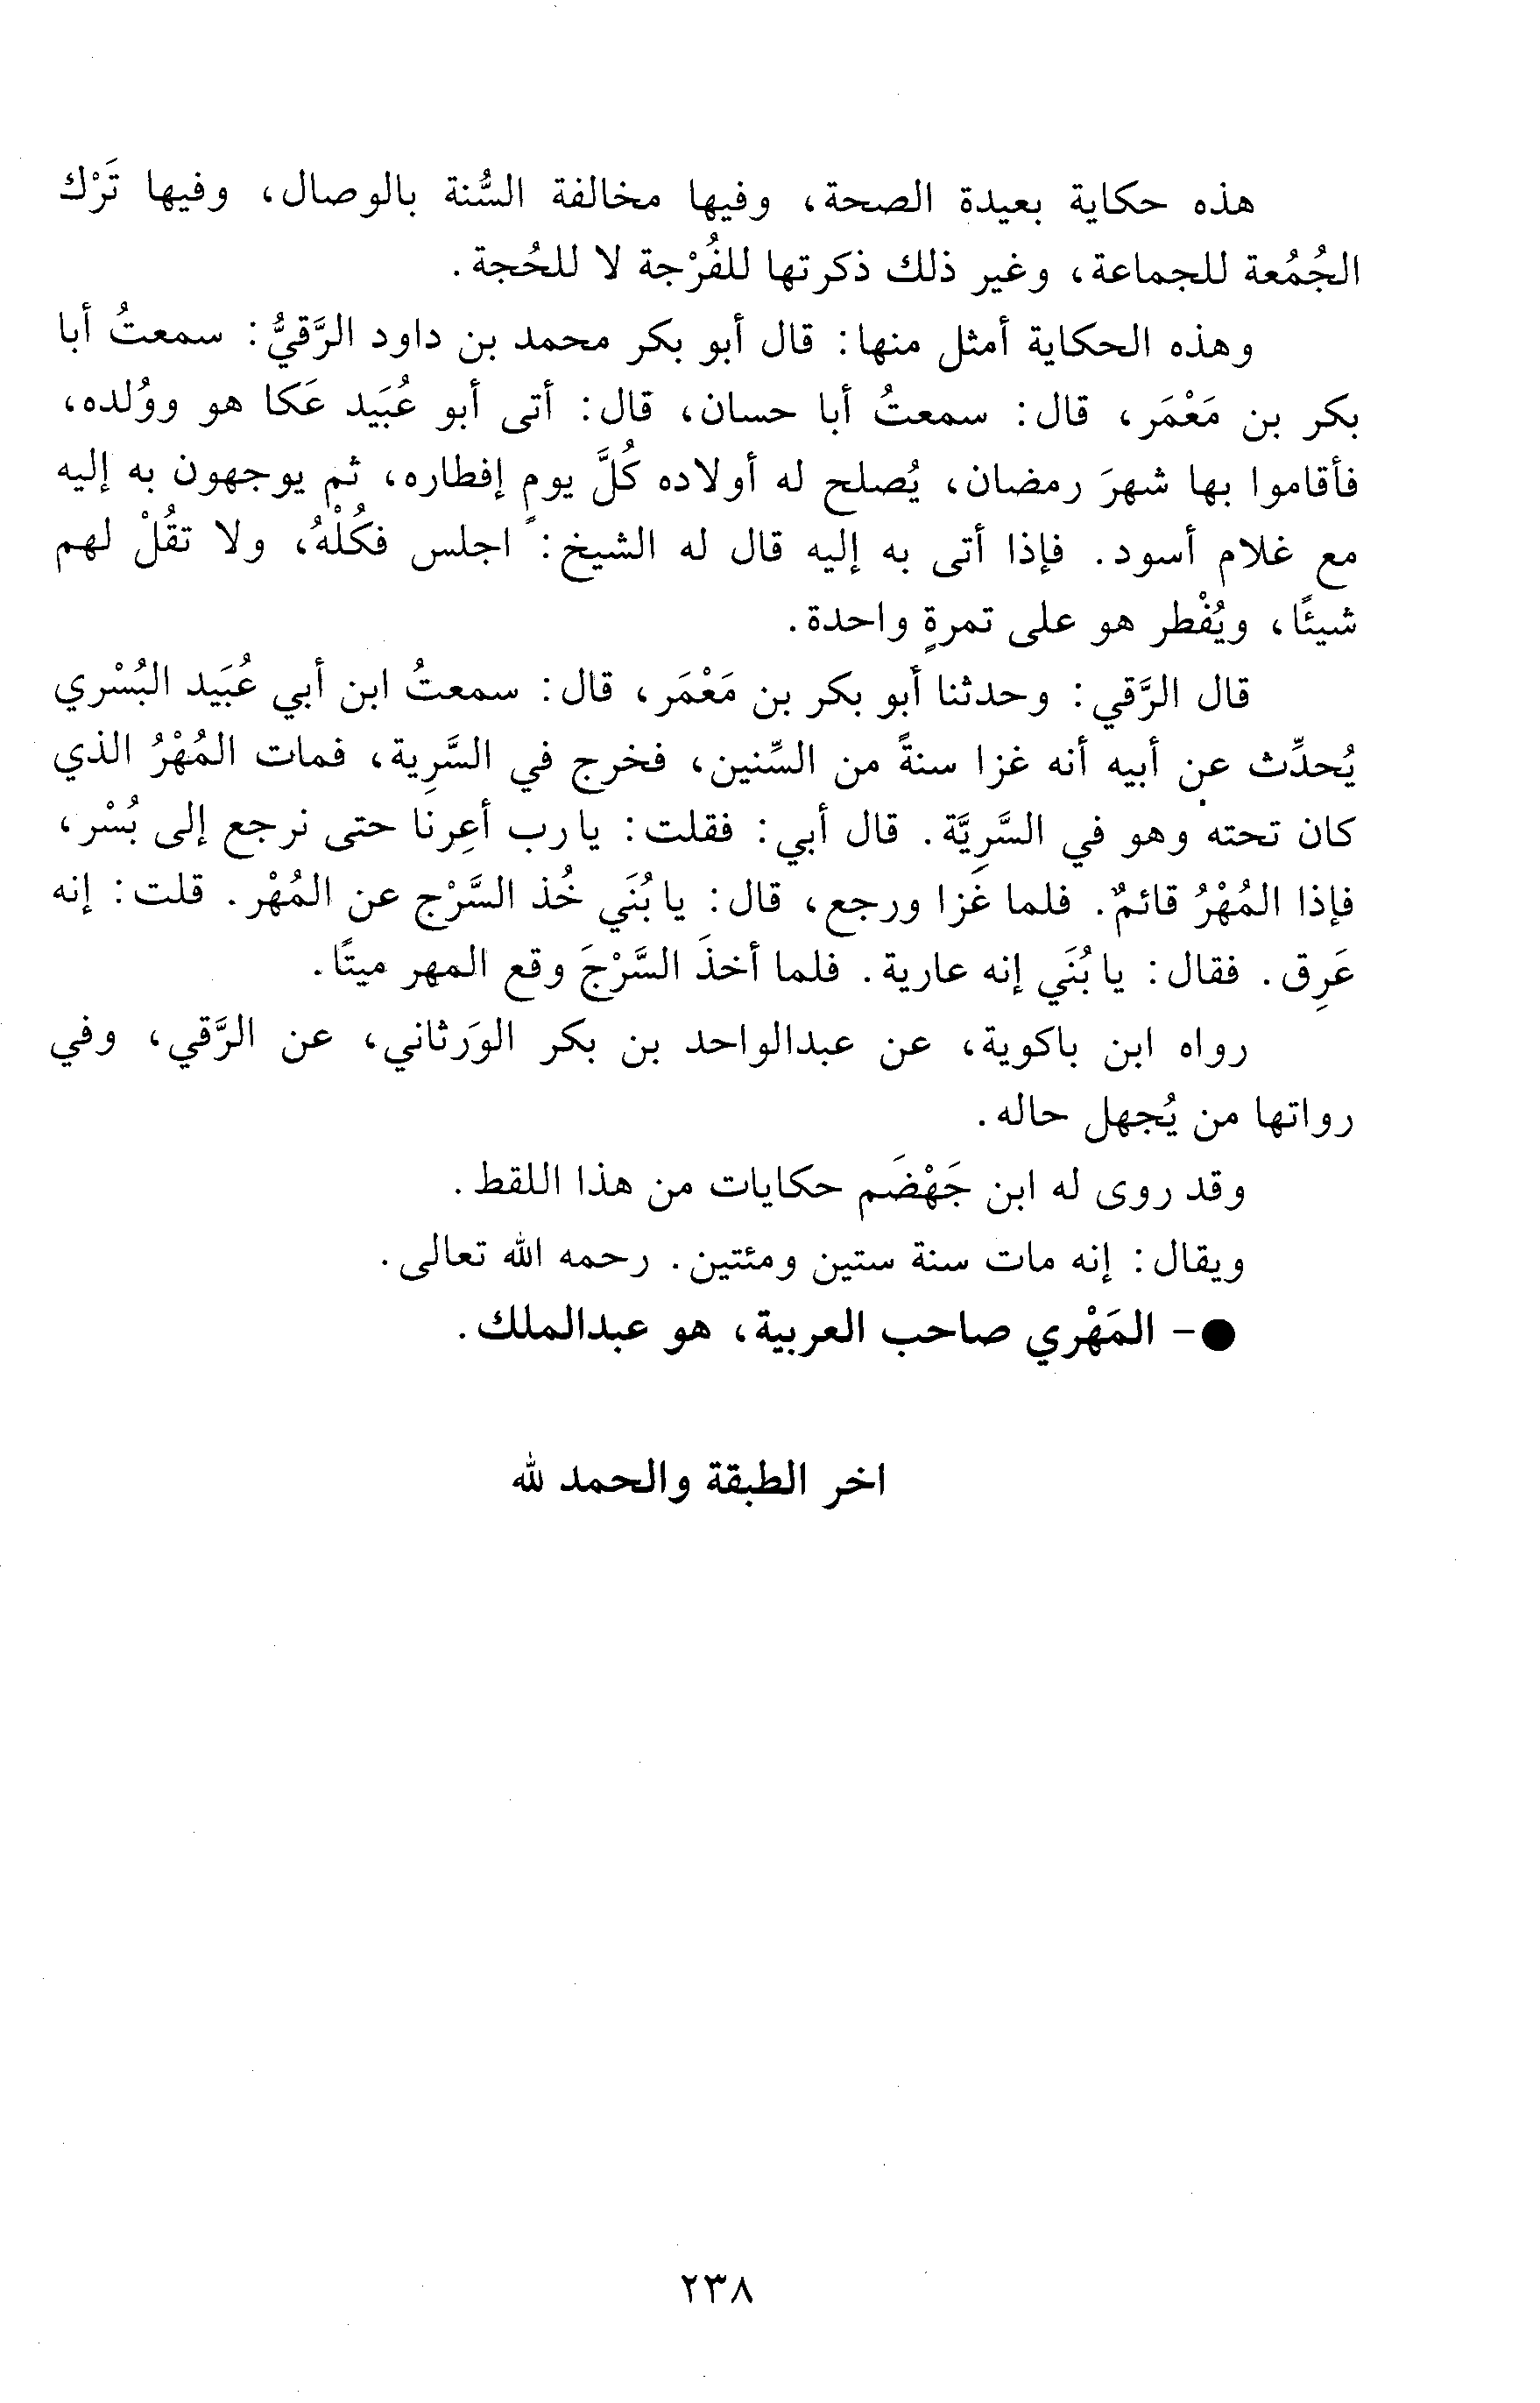 هذه حكاية بعيدة الصحة، وفيها مخالفة السُّنة بالوصال، وفيها تَرْك
الجُمُعة للجماعة، وغير ذلك ذكرتها للفُرْجة لا للحُجة.
وهذه الحكاية أمثل منها: قال أبو بكر محمد بن داود الرَّقيُّ: سمعتُ أبا
بكر بن مَعْمَر، قال: سمعتُ أبا حسان، قال: أتى أبو عُبَيد عَكا هو ووُلده،
فأقاموا بها شهرَ رمضان، يُصلح له أولاده كُلَّ يومٍ إفطاره، ثم يوجهون به إليه
مع غلام أسود. فإذا أتى به إليه قال له الشيخ: اجلس فكُلْهُ، ولا تقُلْ لهم
شيئًا، ويُفْطر هو على تمرةٍ واحدة.
قال الرَّقي: وحدثنا أبو بكر بن مَعْمَر، قال: سمعتُ ابن أبي عُبَيد البُسْري
يُحدِّث عن أبيه أنه غزا سنةً من السِّنين، فخرج في السَّرِية، فمات المُهْرُ الذي
كان تحته وهو في السَّرِيَّة. قال أبي: فقلت: يا رب أعِرنا حتى نرجع إلى بُسْر،
فإذا المُهْرُ قائمٌ. فلما غَزا ورجع، قال: يا بُنَي خُذ السَّرْج عن المُهْر. قلت: إنه
عَرِق. فقال: يا بُنَي إنه عارية. فلما أخذَ السَّرْجَ وقع المهر ميتًا.
رواه ابن باكوية، عن عبدالواحد بن بكر الوَرثاني، عن الرَّقي، وفي
رواتها من يُجهل حاله.
وقد روى له ابن جَهْضَم حكايات من هذا اللقط.
ويقال: إنه مات سنة ستين ومئتين. رحمه الله تعالى.
●- المَهْري صاحب العربية، هو عبدالملك.
اخر الطبقة والحمد لله
٢٣٨